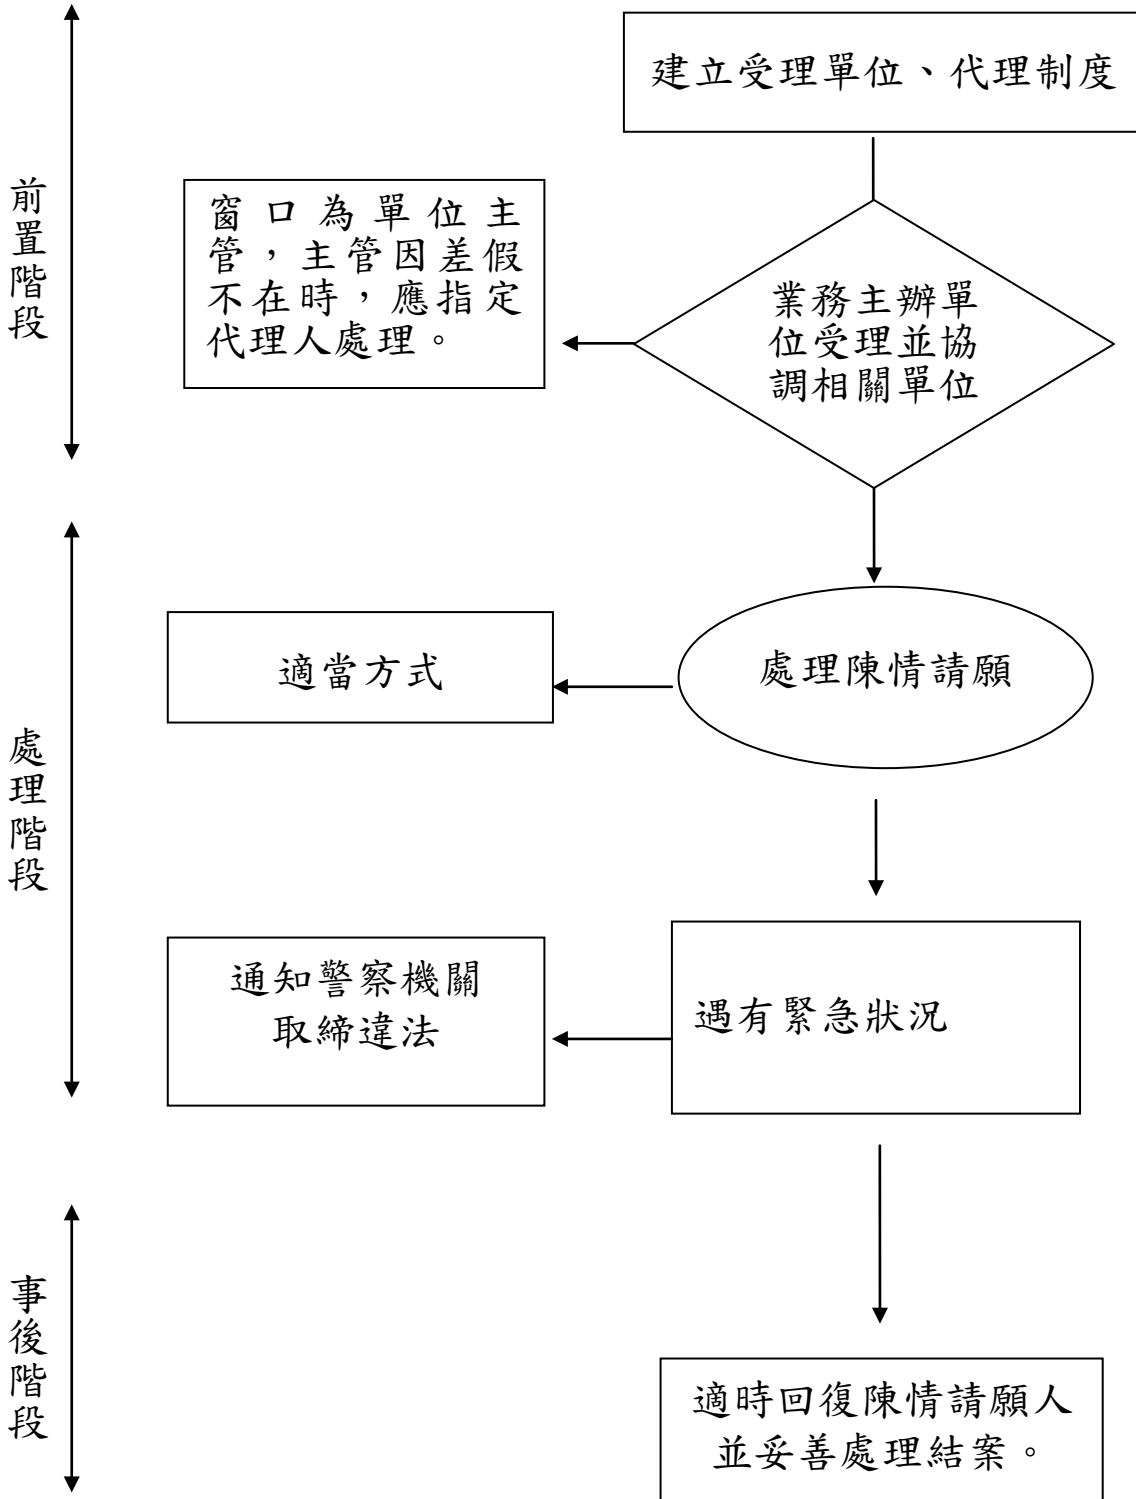 建立受理單位、代理制度
前置階段
窗口為單位主
管，主管因差假
不在時，應指定
代理人處理。
業務主辦單
位受理並協
調相關單位
處理階段
適當方式
處理陳情請願
通知警察機關
取締違法
遇有緊急狀況
事後階段
適時回復陳情請願人
並妥善處理結案。